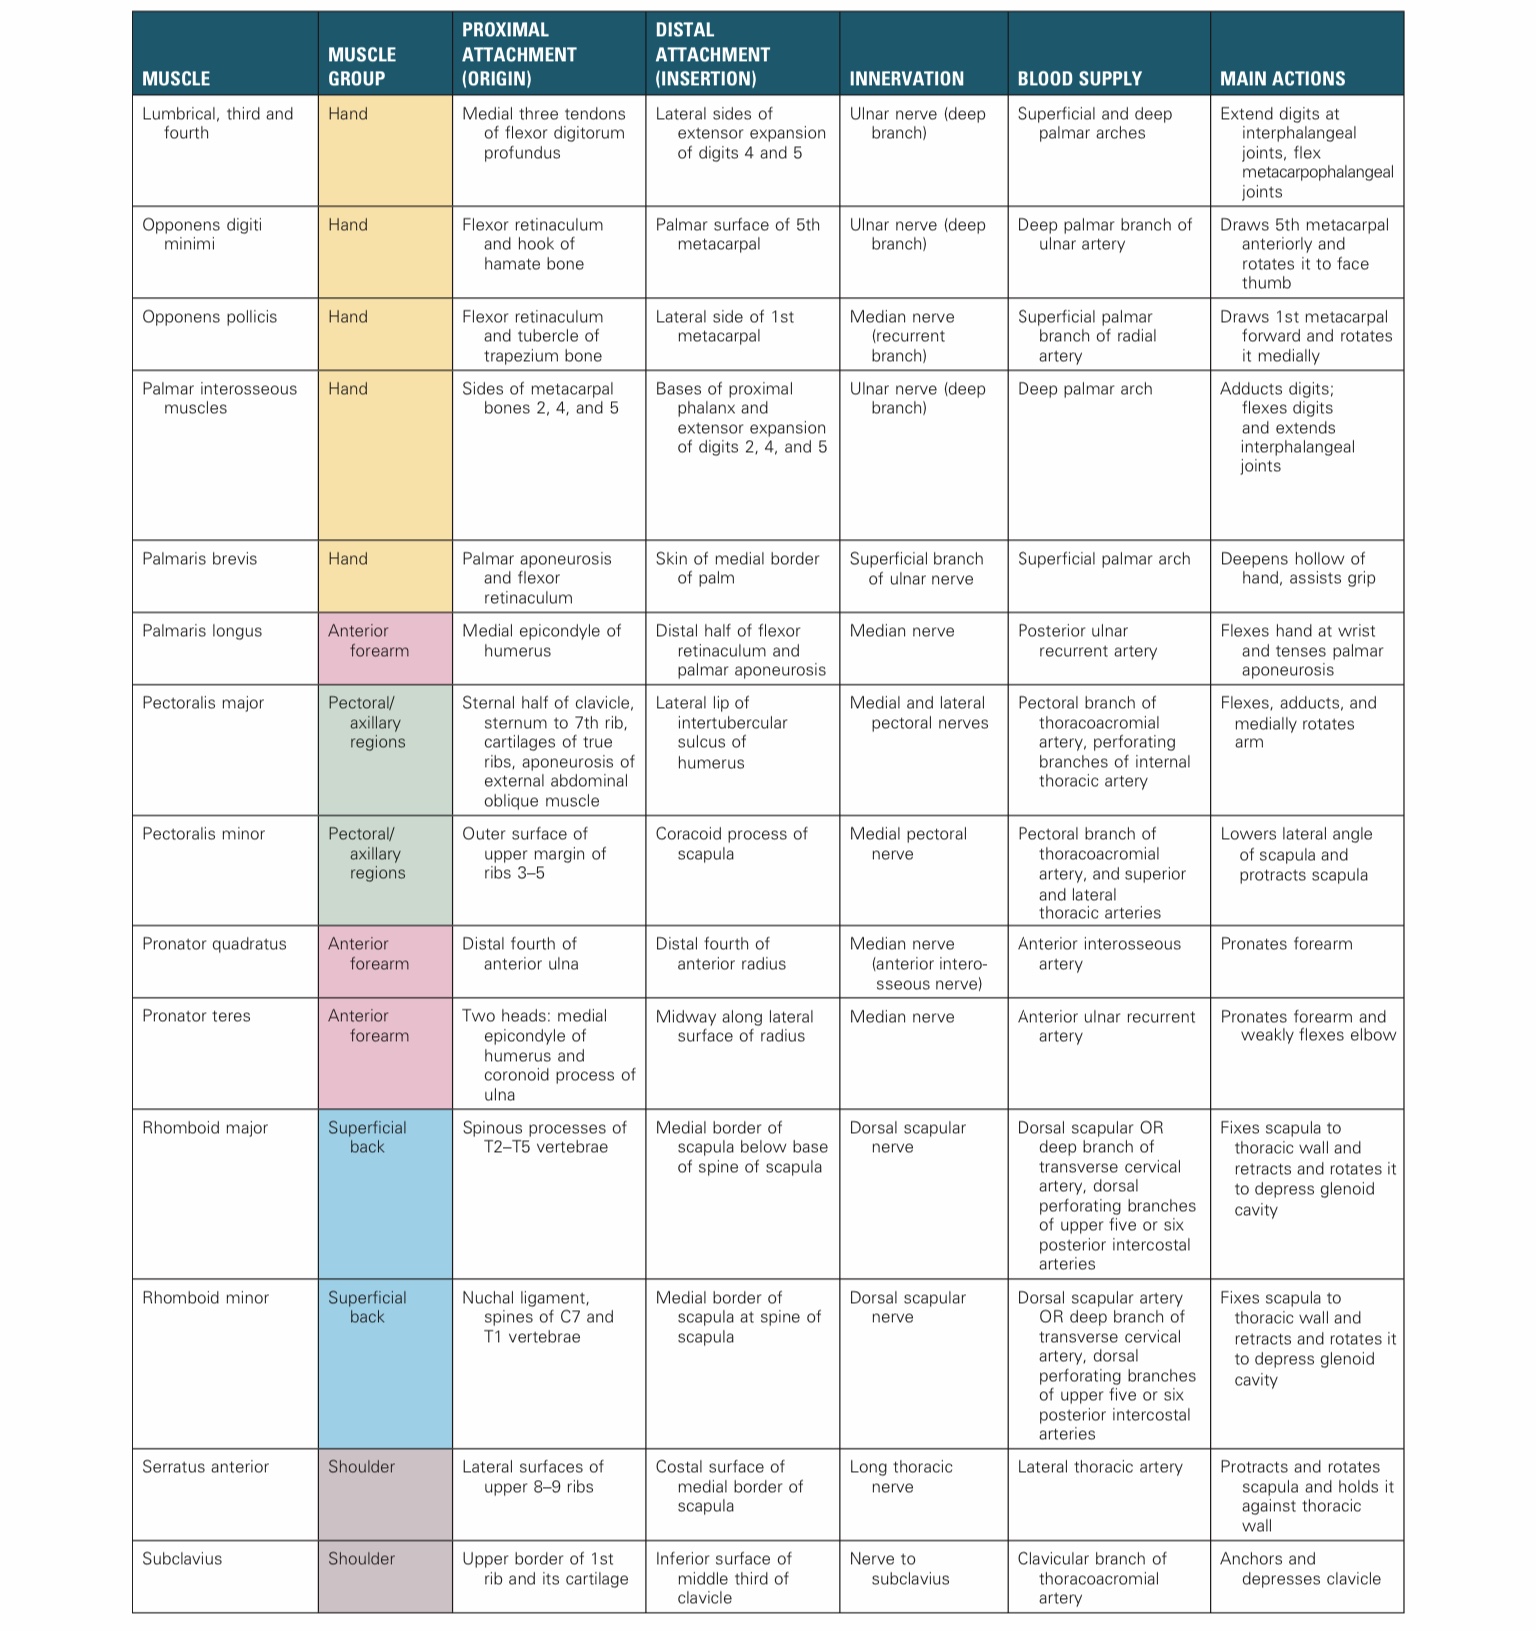 MUSCLE
MUSCLE
GROUP
PROXIMAL
ATTACHMENT
(ORIGIN)
DISTAL
ATTACHMENT
(INSERTION)
INNERVATION
BLOOD SUPPLY
MAIN ACTIONS
Lumbrical, third and
fourth
Hand
Medial three tendons
of flexor digitorum
profundus
Lateral sides of
extensor expansion
of digits 4 and 5
Ulnar nerve (deep
branch)
Superficial and deep
palmar arches
Extend digits at
interphalangeal
joints, flex
metacarpophalangeal
joints
Opponens digiti
minimi
Hand
Flexor retinaculum
and hook of
hamate bone
Palmar surface of 5th
metacarpal
Ulnar nerve (deep
branch)
Deep palmar branch of
ulnar artery
Draws 5th metacarpal
anteriorly and
rotates it to face
thumb
Opponens pollicis
Hand
Flexor retinaculum
and tubercle of
trapezium bone
Lateral side of 1st
metacarpal
Median nerve
(recurrent
branch)
Superficial palmar
branch of radial
artery
Draws 1st metacarpal
forward and rotates
it medially
Palmar interosseous
muscles
Hand
Sides of metacarpal
bones 2, 4, and 5
Bases of proximal
phalanx and
extensor expansion
of digits 2, 4, and 5
Ulnar nerve (deep
branch)
Deep palmar arch
Adducts digits;
flexes digits
and extends
interphalangeal
joints
Palmaris brevis
Hand
Palmar aponeurosis
and flexor
retinaculum
Skin of medial border
of palm
Superficial branch
of ulnar nerve
Superficial palmar arch
Deepens hollow of
hand, assists grip
Palmaris longus
Anterior
forearm
Medial epicondyle of
humerus
Distal half of flexor
retinaculum and
palmar aponeurosis
Median nerve
Posterior ulnar
recurrent artery
Flexes hand at wrist
and tenses palmar
aponeurosis
Pectoralis major
Pectoral/
axillary
regions
Sternal half of clavicle,
sternum to 7th rib,
cartilages of true
ribs, aponeurosis of
external abdominal
oblique muscle
Lateral lip of
intertubercular
sulcus of
humerus
Medial and lateral
pectoral nerves
Pectoral branch of
thoracoacromial
artery, perforating
branches of internal
thoracic artery
Flexes, adducts, and
medially rotates
arm
Pectoralis minor
Pectoral/
axillary
regions
Outer surface of
upper margin of
ribs 3–5
Coracoid process of
scapula
Medial pectoral
nerve
Pectoral branch of
thoracoacromial
artery, and superior
and lateral
thoracic arteries
Lowers lateral angle
of scapula and
protracts scapula
Pronator quadratus
Anterior
forearm
Distal fourth of
anterior ulna
Distal fourth of
anterior radius
Median nerve
(anterior intero-
sseous nerve)
Anterior interosseous
artery
Pronates forearm
Pronator teres
Anterior
forearm
Two heads: medial
epicondyle of
humerus and
coronoid process of
ulna
Midway along lateral
surface of radius
Median nerve
Anterior ulnar recurrent
artery
Pronates forearm and
weakly flexes elbow
Rhomboid major
Superficial
back
Spinous processes of
T2–T5 vertebrae
Medial border of
scapula below base
of spine of scapula
Dorsal scapular
nerve
Dorsal scapular OR
deep branch of
transverse cervical
artery, dorsal
perforating branches
of upper five or six
posterior intercostal
arteries
Fixes scapula to
thoracic wall and
retracts and rotates it
to depress glenoid
cavity
Rhomboid minor
Superficial
back
Nuchal ligament,
spines of C7 and
T1 vertebrae
Medial border of
scapula at spine of
scapula
Dorsal scapular
nerve
Dorsal scapular artery
OR deep branch of
transverse cervical
artery, dorsal
perforating branches
of upper five or six
posterior intercostal
arteries
Fixes scapula to
thoracic wall and
retracts and rotates it
to depress glenoid
cavity
Serratus anterior
Shoulder
Lateral surfaces of
upper 8–9 ribs
Costal surface of
medial border of
scapula
Long thoracic
nerve
Lateral thoracic artery
Protracts and rotates
scapula and holds it
against thoracic
wall
Subclavius
Shoulder
Upper border of 1st
rib and its cartilage
Inferior surface of
middle third of
clavicle
Nerve to
subclavius
Clavicular branch of
thoracoacromial
artery
Anchors and
depresses clavicle